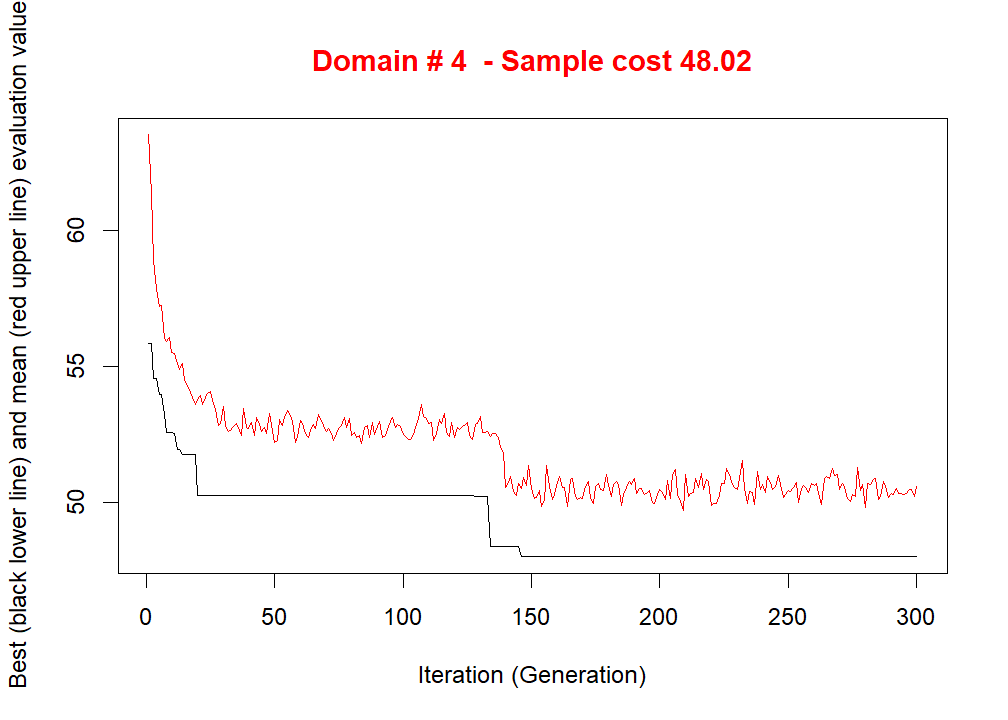 Domain # 4  - Sample cost 48.02
Best (black lower line) and mean (red upper line) evaluation value
60
55
50
0 50 100 150 200 250 300
Iteration (Generation)